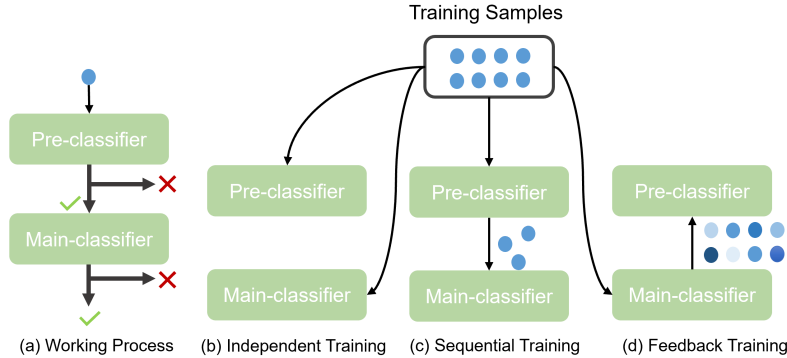 Training Samples
Pre-classifier
Main-classifier
(a) Working Process
Pre-classifier
Main-classifier
(b) Independent Training
Pre-classifier
Main-classifier
(c) Sequential Training
Pre-classifier
Main-classifier
(d) Feedback Training